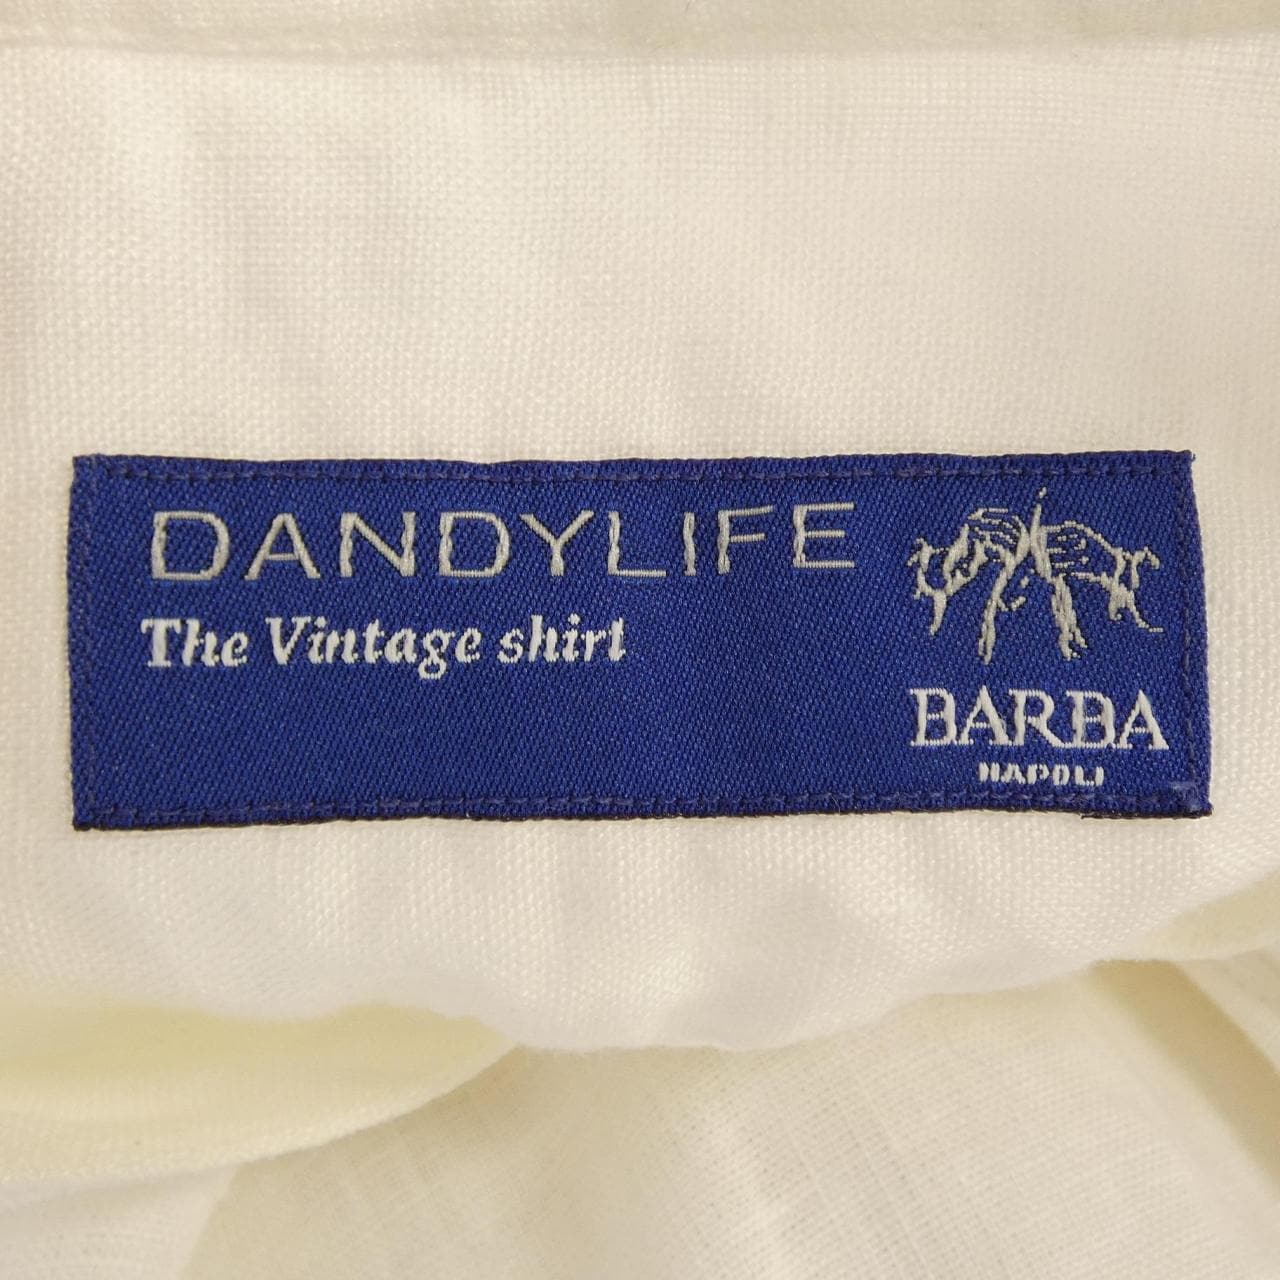 DANDYLIFE
The Vintage shirt
BARBA
NAPOLI